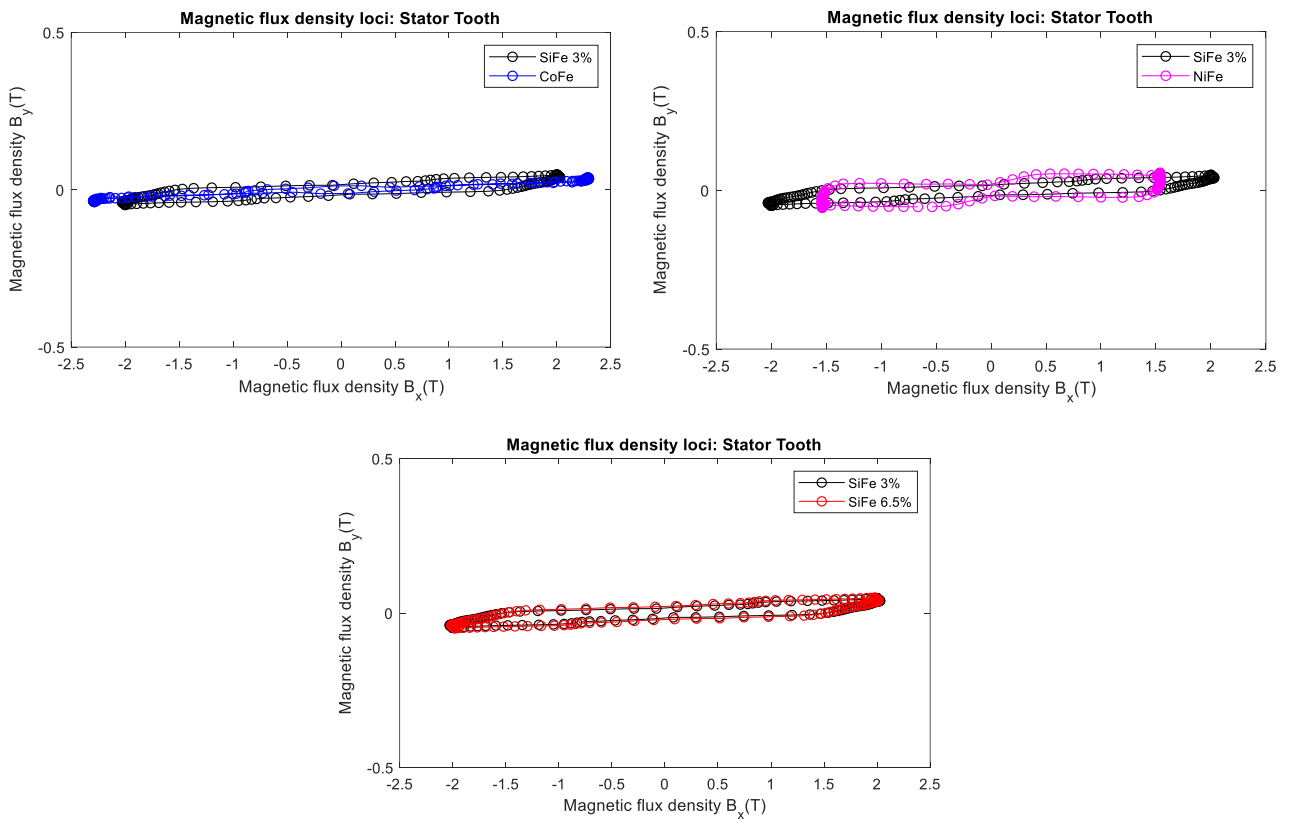 Magnetic flux density loci: Stator Tooth
0.5
0
-0.5
Magnetic flux density B_y(T)
SiFe 3%
CoFe
-2.5 -2 -1.5 -1 -0.5 0 0.5 1 1.5 2 2.5
Magnetic flux density B_x(T)
Magnetic flux density loci: Stator Tooth
0.5
0
-0.5
Magnetic flux density B_y(T)
SiFe 3%
NiFe
-2.5 -2 -1.5 -1 -0.5 0 0.5 1 1.5 2 2.5
Magnetic flux density B_x(T)
Magnetic flux density loci: Stator Tooth
0.5
0
-0.5
Magnetic flux density B_y(T)
SiFe 3%
SiFe 6.5%
-2.5 -2 -1.5 -1 -0.5 0 0.5 1 1.5 2 2.5
Magnetic flux density B_x(T)